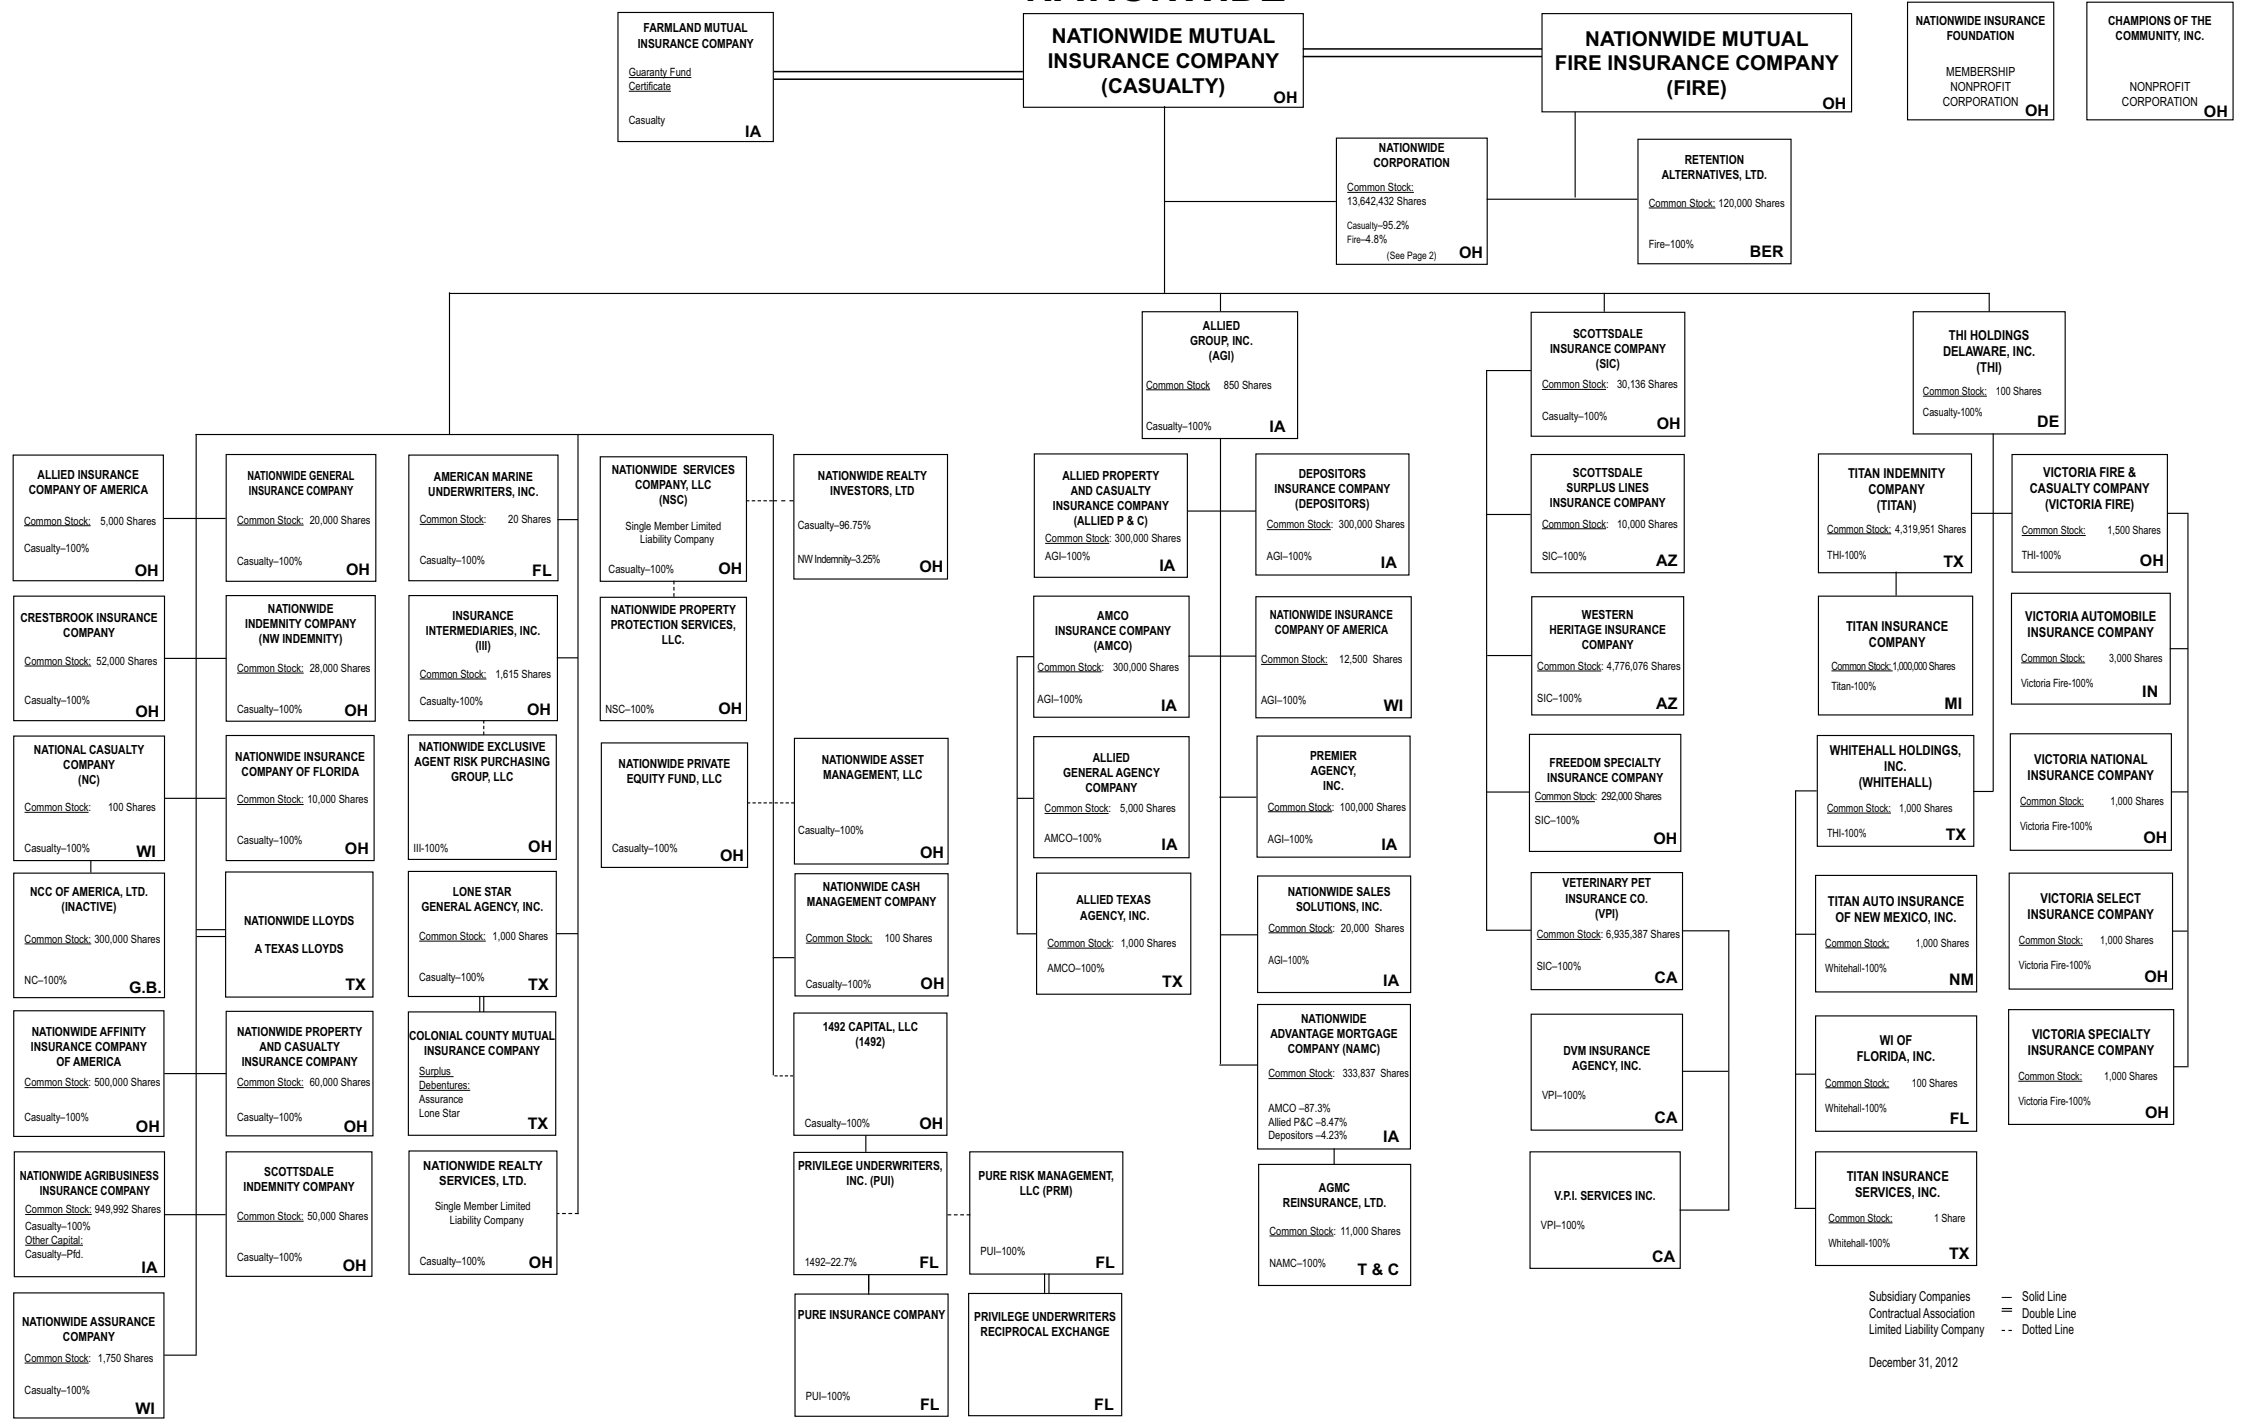 FARMLAND MUTUAL
INSURANCE COMPANY
Guaranty Fund
Certificate
Casualty
IA
NATIONWIDE MUTUAL
INSURANCE COMPANY
(CASUALTY)
OH
NATIONWIDE MUTUAL
FIRE INSURANCE COMPANY
(FIRE)
OH
NATIONWIDE INSURANCE
FOUNDATION
MEMBERSHIP
NONPROFIT
CORPORATION
OH
CHAMPIONS OF THE
COMMUNITY, INC.
NONPROFIT
CORPORATION
OH
NATIONWIDE
CORPORATION
Common Stock:
13,642,432 Shares
Casualty–95.2%
Fire–4.8%
(See Page 2)
OH
RETENTION
ALTERNATIVES, LTD.
Common Stock: 120,000 Shares
Fire–100%
BER
ALLIED
GROUP, INC.
(AGI)
Common Stock 850 Shares
Casualty–100%
IA
SCOTTSDALE
INSURANCE COMPANY
(SIC)
Common Stock: 30,136 Shares
Casualty–100%
OH
THI HOLDINGS
DELAWARE, INC.
(THI)
Common Stock: 100 Shares
Casualty-100%
DE
ALLIED INSURANCE
COMPANY OF AMERICA
Common Stock: 5,000 Shares
Casualty–100%
OH
NATIONWIDE GENERAL
INSURANCE COMPANY
Common Stock: 20,000 Shares
Casualty–100%
OH
AMERICAN MARINE
UNDERWRITERS, INC.
Common Stock: 20 Shares
Casualty–100%
FL
NATIONWIDE SERVICES
COMPANY, LLC
(NSC)
Single Member Limited
Liability Company
Casualty–100%
OH
NATIONWIDE REALTY
INVESTORS, LTD
Casualty–96.75%
NW Indemnity–3.25%
OH
ALLIED PROPERTY
AND CASUALTY
INSURANCE COMPANY
(ALLIED P & C)
Common Stock: 300,000 Shares
AGI–100%
IA
DEPOSITORS
INSURANCE COMPANY
(DEPOSITORS)
Common Stock: 300,000 Shares
AGI–100%
IA
SCOTTSDALE
SURPLUS LINES
INSURANCE COMPANY
Common Stock: 10,000 Shares
SIC–100%
AZ
TITAN INDEMNITY
COMPANY
(TITAN)
Common Stock: 4,319,951 Shares
THI-100%
TX
VICTORIA FIRE &
CASUALTY COMPANY
(VICTORIA FIRE)
Common Stock: 1,500 Shares
THI-100%
OH
CRESTBROOK INSURANCE
COMPANY
Common Stock: 52,000 Shares
Casualty–100%
OH
NATIONWIDE
INDEMNITY COMPANY
(NW INDEMNITY)
Common Stock: 28,000 Shares
Casualty–100%
OH
INSURANCE
INTERMEDIARIES, INC.
(III)
Common Stock: 1,615 Shares
Casualty-100%
OH
NATIONWIDE PROPERTY
PROTECTION SERVICES,
LLC.
NSC–100%
OH
AMCO
INSURANCE COMPANY
(AMCO)
Common Stock: 300,000 Shares
AGI–100%
IA
NATIONWIDE INSURANCE
COMPANY OF AMERICA
Common Stock: 12,500 Shares
AGI–100%
WI
WESTERN
HERITAGE INSURANCE
COMPANY
Common Stock: 4,776,076 Shares
SIC–100%
AZ
TITAN INSURANCE
COMPANY
Common Stock: 1,000,000 Shares
Titan-100%
MI
VICTORIA AUTOMOBILE
INSURANCE COMPANY
Common Stock: 3,000 Shares
Victoria Fire-100%
IN
NATIONAL CASUALTY
COMPANY
(NC)
Common Stock: 100 Shares
Casualty–100%
WI
NATIONWIDE INSURANCE
COMPANY OF FLORIDA
Common Stock: 10,000 Shares
Casualty–100%
OH
NATIONWIDE EXCLUSIVE
AGENT RISK PURCHASING
GROUP, LLC
III-100%
OH
NATIONWIDE PRIVATE
EQUITY FUND, LLC
Casualty–100%
OH
NATIONWIDE ASSET
MANAGEMENT, LLC
Casualty–100%
OH
ALLIED
GENERAL AGENCY
COMPANY
Common Stock: 5,000 Shares
AMCO–100%
IA
PREMIER
AGENCY,
INC.
Common Stock: 100,000 Shares
AGI–100%
IA
FREEDOM SPECIALTY
INSURANCE COMPANY
Common Stock: 292,000 Shares
SIC–100%
OH
WHITEHALL HOLDINGS,
INC.
(WHITEHALL)
Common Stock: 1,000 Shares
THI-100%
TX
VICTORIA NATIONAL
INSURANCE COMPANY
Common Stock: 1,000 Shares
Victoria Fire-100%
OH
NCC OF AMERICA, LTD.
(INACTIVE)
Common Stock: 300,000 Shares
NC–100%
G.B.
NATIONWIDE LLOYDS
A TEXAS LLOYDS
TX
LONE STAR
GENERAL AGENCY, INC.
Common Stock: 1,000 Shares
Casualty–100%
TX
NATIONWIDE CASH
MANAGEMENT COMPANY
Common Stock: 100 Shares
Casualty–100%
OH
ALLIED TEXAS
AGENCY, INC.
Common Stock: 1,000 Shares
AMCO–100%
TX
NATIONWIDE SALES
SOLUTIONS, INC.
Common Stock: 20,000 Shares
AGI–100%
IA
VETERINARY PET
INSURANCE CO.
(VPI)
Common Stock: 6,935,387 Shares
SIC–100%
CA
TITAN AUTO INSURANCE
OF NEW MEXICO, INC.
Common Stock: 1,000 Shares
Whitehall-100%
NM
VICTORIA SELECT
INSURANCE COMPANY
Common Stock: 1,000 Shares
Victoria Fire-100%
OH
NATIONWIDE AFFINITY
INSURANCE COMPANY
OF AMERICA
Common Stock: 500,000 Shares
Casualty–100%
OH
NATIONWIDE PROPERTY
AND CASUALTY
INSURANCE COMPANY
Common Stock: 60,000 Shares
Casualty–100%
OH
COLONIAL COUNTY MUTUAL
INSURANCE COMPANY
Surplus
Debentures:
Assurance
Lone Star
TX
1492 CAPITAL, LLC
(1492)
Casualty–100%
OH
NATIONWIDE
ADVANTAGE MORTGAGE
COMPANY (NAMC)
Common Stock: 333,837 Shares
AMCO –87.3%
Allied P&C –8.47%
Depositors –4.23%
IA
DVM INSURANCE
AGENCY, INC.
VPI–100%
CA
WI OF
FLORIDA, INC.
Common Stock: 100 Shares
Whitehall-100%
FL
VICTORIA SPECIALTY
INSURANCE COMPANY
Common Stock: 1,000 Shares
Victoria Fire-100%
OH
NATIONWIDE AGRIBUSINESS
INSURANCE COMPANY
Common Stock: 949,992 Shares
Casualty–100%
Other Capital:
Casualty–Pfd.
IA
SCOTTSDALE
INDEMNITY COMPANY
Common Stock: 50,000 Shares
Casualty–100%
OH
NATIONWIDE REALTY
SERVICES, LTD.
Single Member Limited
Liability Company
Casualty–100%
OH
PRIVILEGE UNDERWRITERS,
INC. (PUI)
1492–22.7%
FL
PURE RISK MANAGEMENT,
LLC (PRM)
PUI–100%
FL
AGMC
REINSURANCE, LTD.
Common Stock: 11,000 Shares
NAMC–100%
T & C
V.P.I. SERVICES INC.
VPI–100%
CA
TITAN INSURANCE
SERVICES, INC.
Common Stock: 1 Share
Whitehall-100%
TX
NATIONWIDE ASSURANCE
COMPANY
Common Stock: 1,750 Shares
Casualty–100%
WI
PURE INSURANCE COMPANY
PUI–100%
FL
PRIVILEGE UNDERWRITERS
RECIPROCAL EXCHANGE
FL
Subsidiary Companies — Solid Line
Contractual Association = Double Line
Limited Liability Company -- Dotted Line
December 31, 2012